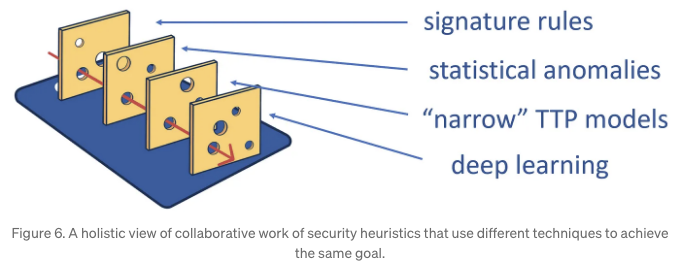 signature rules
statistical anomalies
“narrow” TTP models
deep learning
Figure 6. A holistic view of collaborative work of security heuristics that use different techniques to achieve
the same goal.